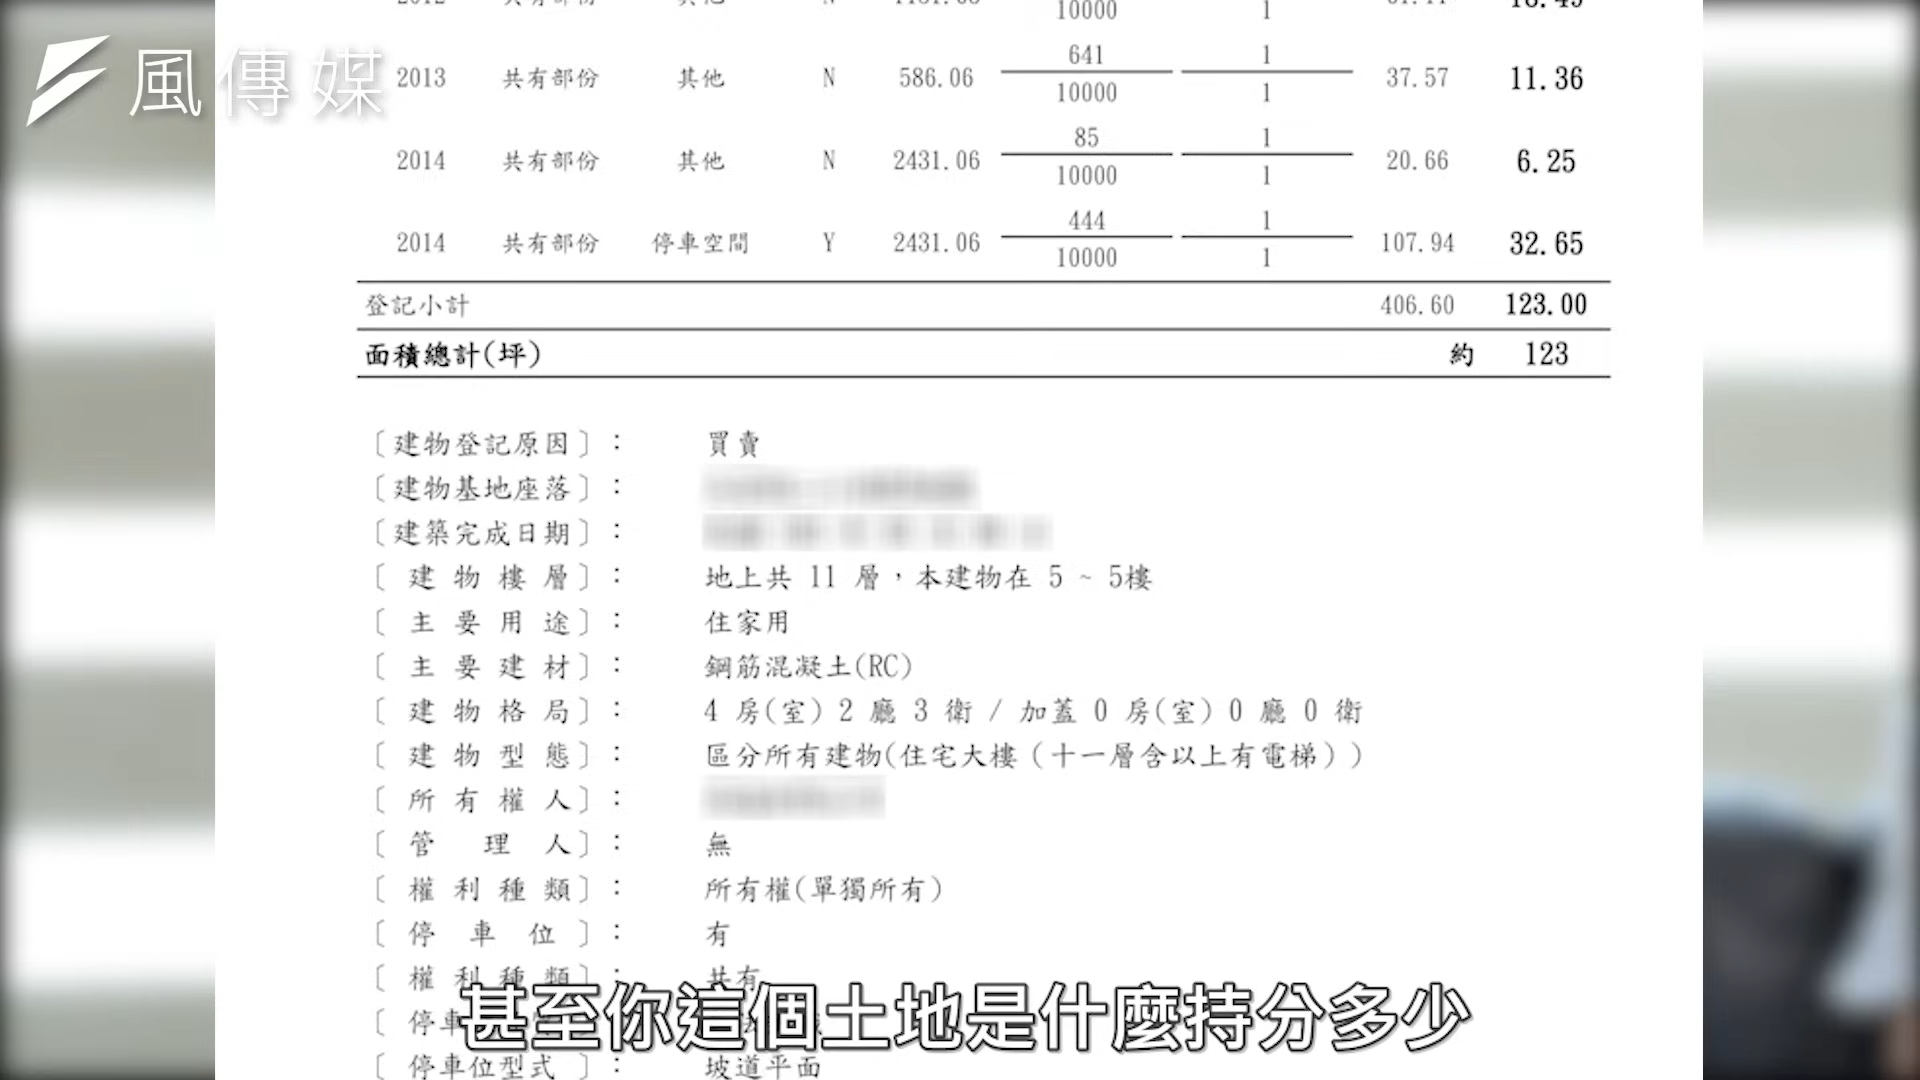 風傳媒
10000 1
641 1
2013 共有部份 其他 N 586.06 37.57 11.36
10000 1
85 1
2014 共有部份 其他 N 2431.06 20.66 6.25
10000 1
444 1
2014 共有部份 停車空間 Y 2431.06 107.94 32.65
10000 1
登記小計 406.60 123.00
面積總計(坪) 約 123
〔建物登記原因〕： 買賣
〔建物基地座落〕：
〔建築完成日期〕：
〔建物樓層〕： 地上共 11 層，本建物在 5 ~ 5樓
〔主要用途〕： 住家用
〔主要建材〕： 鋼筋混凝土(RC)
〔建物格局〕： 4 房(室) 2 廳 3 衛 / 加蓋 0 房(室) 0 廳 0 衛
〔建物型態〕： 區分所有建物(住宅大樓（十一層含以上有電梯））
〔所有權人〕：
〔管理人〕： 無
〔權利種類〕： 所有權(單獨所有)
〔停車位〕： 有
〔權利種類〕： 共有
甚至你這個土地是什麼持分多少
〔停車位型式〕： 坡道平面